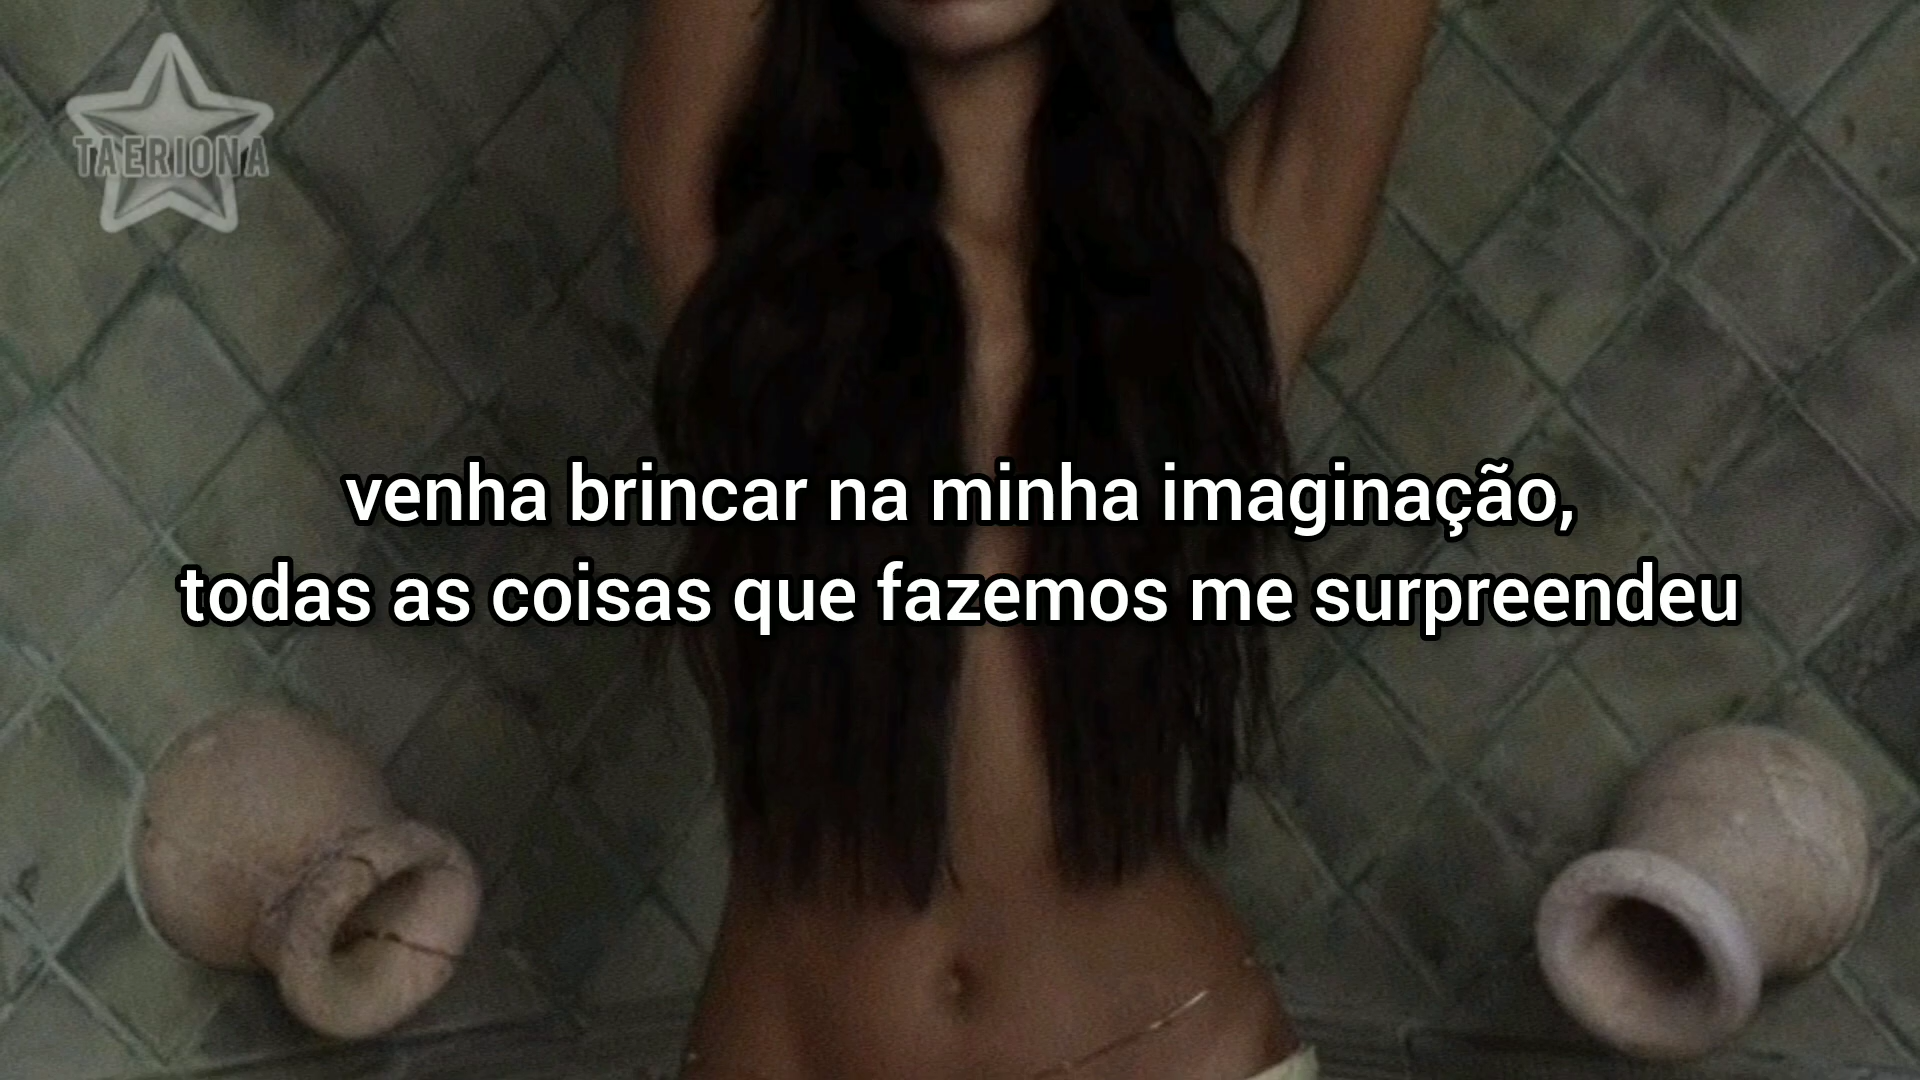 TAERIONA
venha brincar na minha imaginação,
todas as coisas que fazemos me surpreendeu